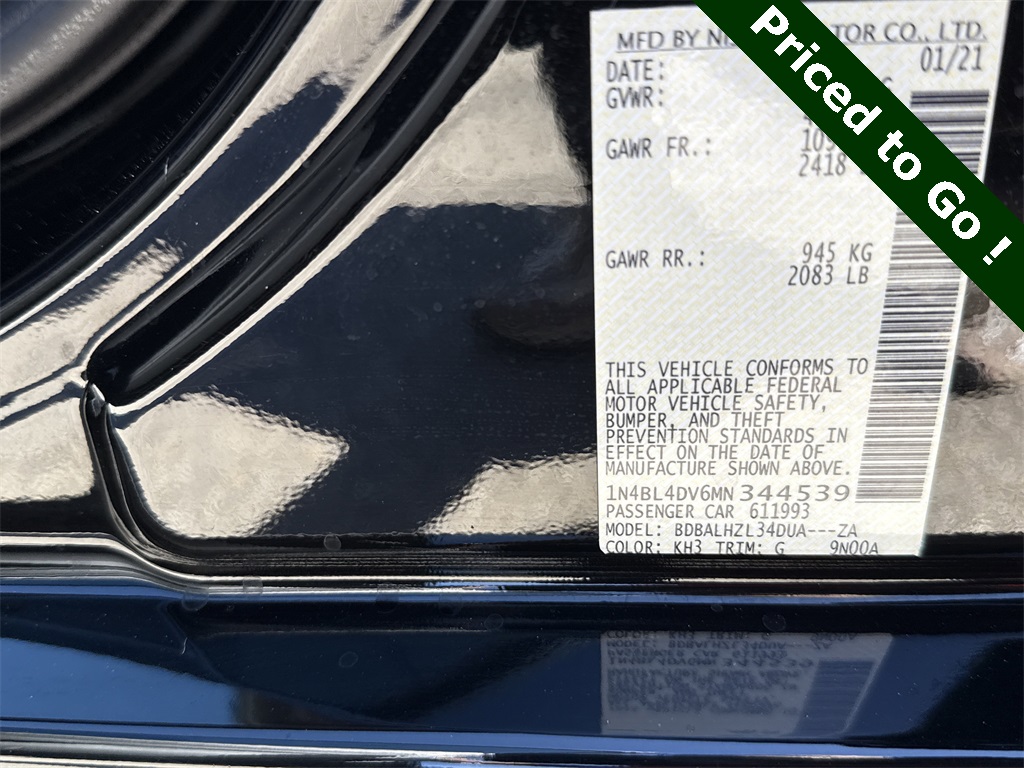 MFD BY TOR CO., LTD.
DATE: 01/21
GVWR:
GAWR FR.:
2418
GAWR RR.: 945 KG
2083 LB
THIS VEHICLE CONFORMS TO
ALL APPLICABLE FEDERAL
MOTOR VEHICLE SAFETY,
BUMPER, AND THEFT
PREVENTION STANDARDS IN
EFFECT ON THE DATE OF
MANUFACTURE SHOWN ABOVE.
1N4BL4DV6MN344539
PASSENGER CAR 611993
MODEL: BDBALHZL34DUA---ZA
COLOR: KH3 TRIM: G 9N00A
Priced to Go !